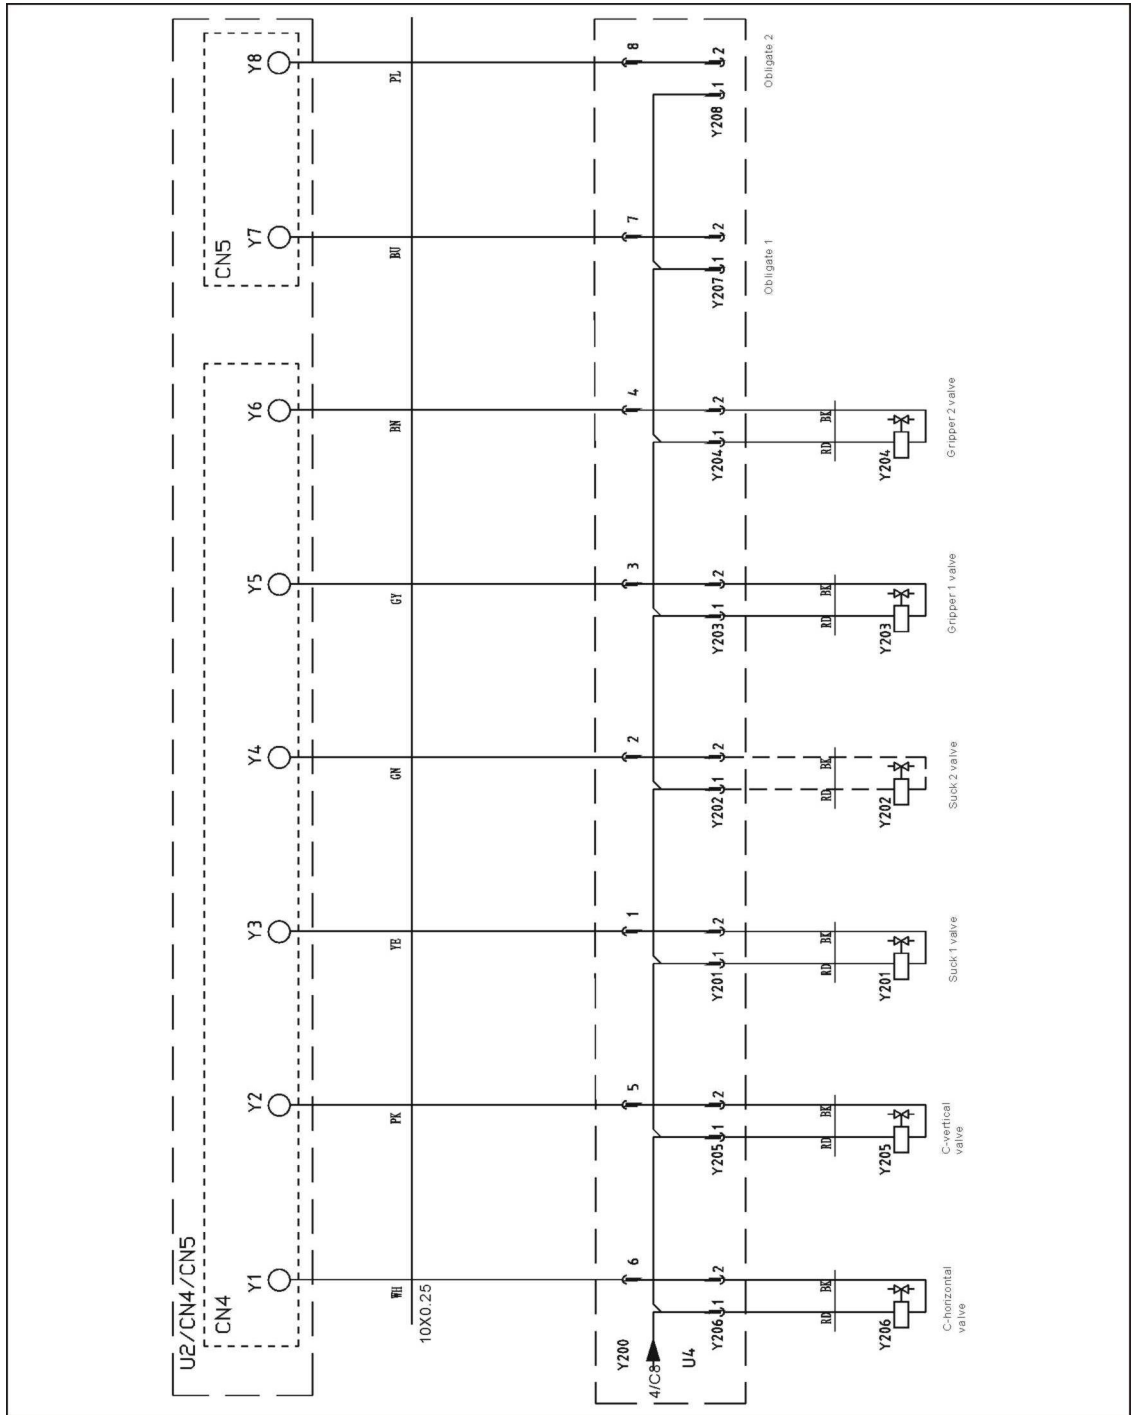 U2/CN4/CN5
CN4
CN5
Y1
Y2
Y3
Y4
Y5
Y6
Y7
Y8
WH
PK
YE
GN
GY
BN
BU
PL
10X0.25
Y200
6
5
1
2
3
4
7
8
4/C8
U4
Y206 1 2
Y205 1 2
Y201 1 2
Y202 1 2
Y203 1 2
Y204 1 2
Y207 1 2
Y208 1 2
Obligate 1
Obligate 2
RD BK
RD BK
RD BK
RD BK
RD BK
RD BK
Y206
Y205
Y201
Y202
Y203
Y204
C-horizontal
valve
C-vertical
valve
Suck 1 valve
Suck 2 valve
Gripper 1 valve
Gripper 2 valve